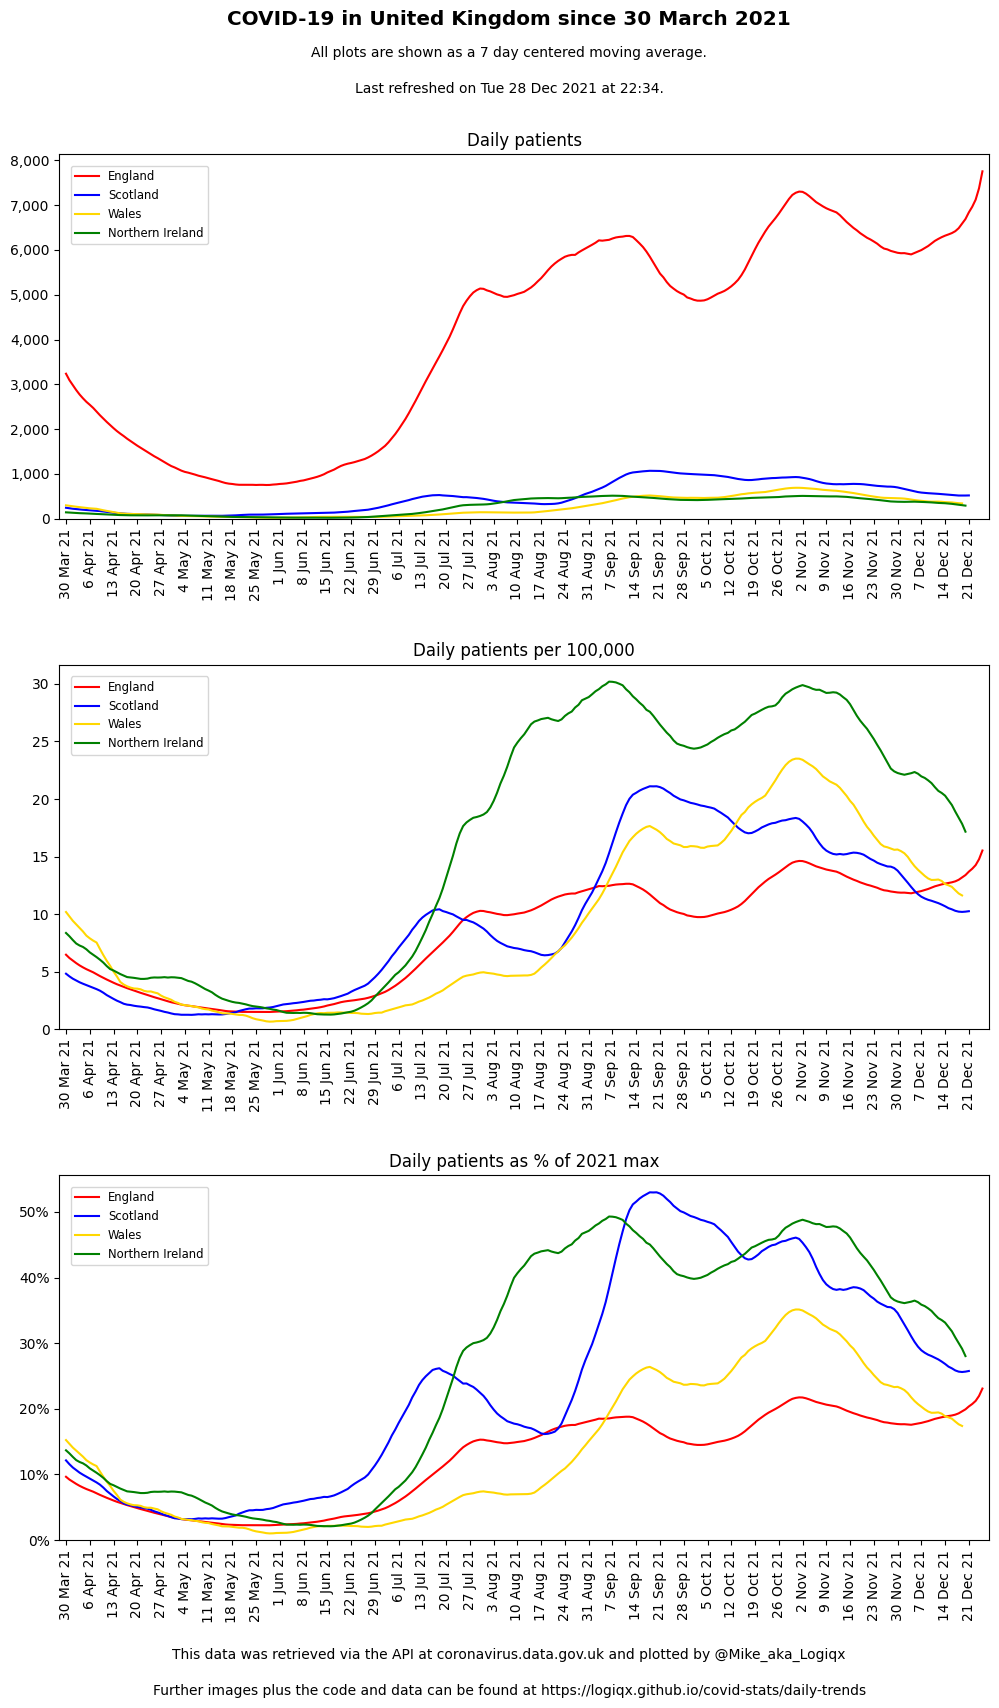 COVID-19 in United Kingdom since 30 March 2021
All plots are shown as a 7 day centered moving average.
Last refreshed on Tue 28 Dec 2021 at 22:34.
Daily patients
8,000
7,000
6,000
5,000
4,000
3,000
2,000
1,000
0
England
Scotland
Wales
Northern Ireland
30 Mar 21
6 Apr 21
13 Apr 21
20 Apr 21
27 Apr 21
4 May 21
11 May 21
18 May 21
25 May 21
1 Jun 21
8 Jun 21
15 Jun 21
22 Jun 21
29 Jun 21
6 Jul 21
13 Jul 21
20 Jul 21
27 Jul 21
3 Aug 21
10 Aug 21
17 Aug 21
24 Aug 21
31 Aug 21
7 Sep 21
14 Sep 21
21 Sep 21
28 Sep 21
5 Oct 21
12 Oct 21
19 Oct 21
26 Oct 21
2 Nov 21
9 Nov 21
16 Nov 21
23 Nov 21
30 Nov 21
7 Dec 21
14 Dec 21
21 Dec 21
Daily patients per 100,000
30
25
20
15
10
5
0
England
Scotland
Wales
Northern Ireland
30 Mar 21
6 Apr 21
13 Apr 21
20 Apr 21
27 Apr 21
4 May 21
11 May 21
18 May 21
25 May 21
1 Jun 21
8 Jun 21
15 Jun 21
22 Jun 21
29 Jun 21
6 Jul 21
13 Jul 21
20 Jul 21
27 Jul 21
3 Aug 21
10 Aug 21
17 Aug 21
24 Aug 21
31 Aug 21
7 Sep 21
14 Sep 21
21 Sep 21
28 Sep 21
5 Oct 21
12 Oct 21
19 Oct 21
26 Oct 21
2 Nov 21
9 Nov 21
16 Nov 21
23 Nov 21
30 Nov 21
7 Dec 21
14 Dec 21
21 Dec 21
Daily patients as % of 2021 max
50%
40%
30%
20%
10%
0%
England
Scotland
Wales
Northern Ireland
30 Mar 21
6 Apr 21
13 Apr 21
20 Apr 21
27 Apr 21
4 May 21
11 May 21
18 May 21
25 May 21
1 Jun 21
8 Jun 21
15 Jun 21
22 Jun 21
29 Jun 21
6 Jul 21
13 Jul 21
20 Jul 21
27 Jul 21
3 Aug 21
10 Aug 21
17 Aug 21
24 Aug 21
31 Aug 21
7 Sep 21
14 Sep 21
21 Sep 21
28 Sep 21
5 Oct 21
12 Oct 21
19 Oct 21
26 Oct 21
2 Nov 21
9 Nov 21
16 Nov 21
23 Nov 21
30 Nov 21
7 Dec 21
14 Dec 21
21 Dec 21
This data was retrieved via the API at coronavirus.data.gov.uk and plotted by @Mike_aka_Logiqx
Further images plus the code and data can be found at https://logiqx.github.io/covid-stats/daily-trends